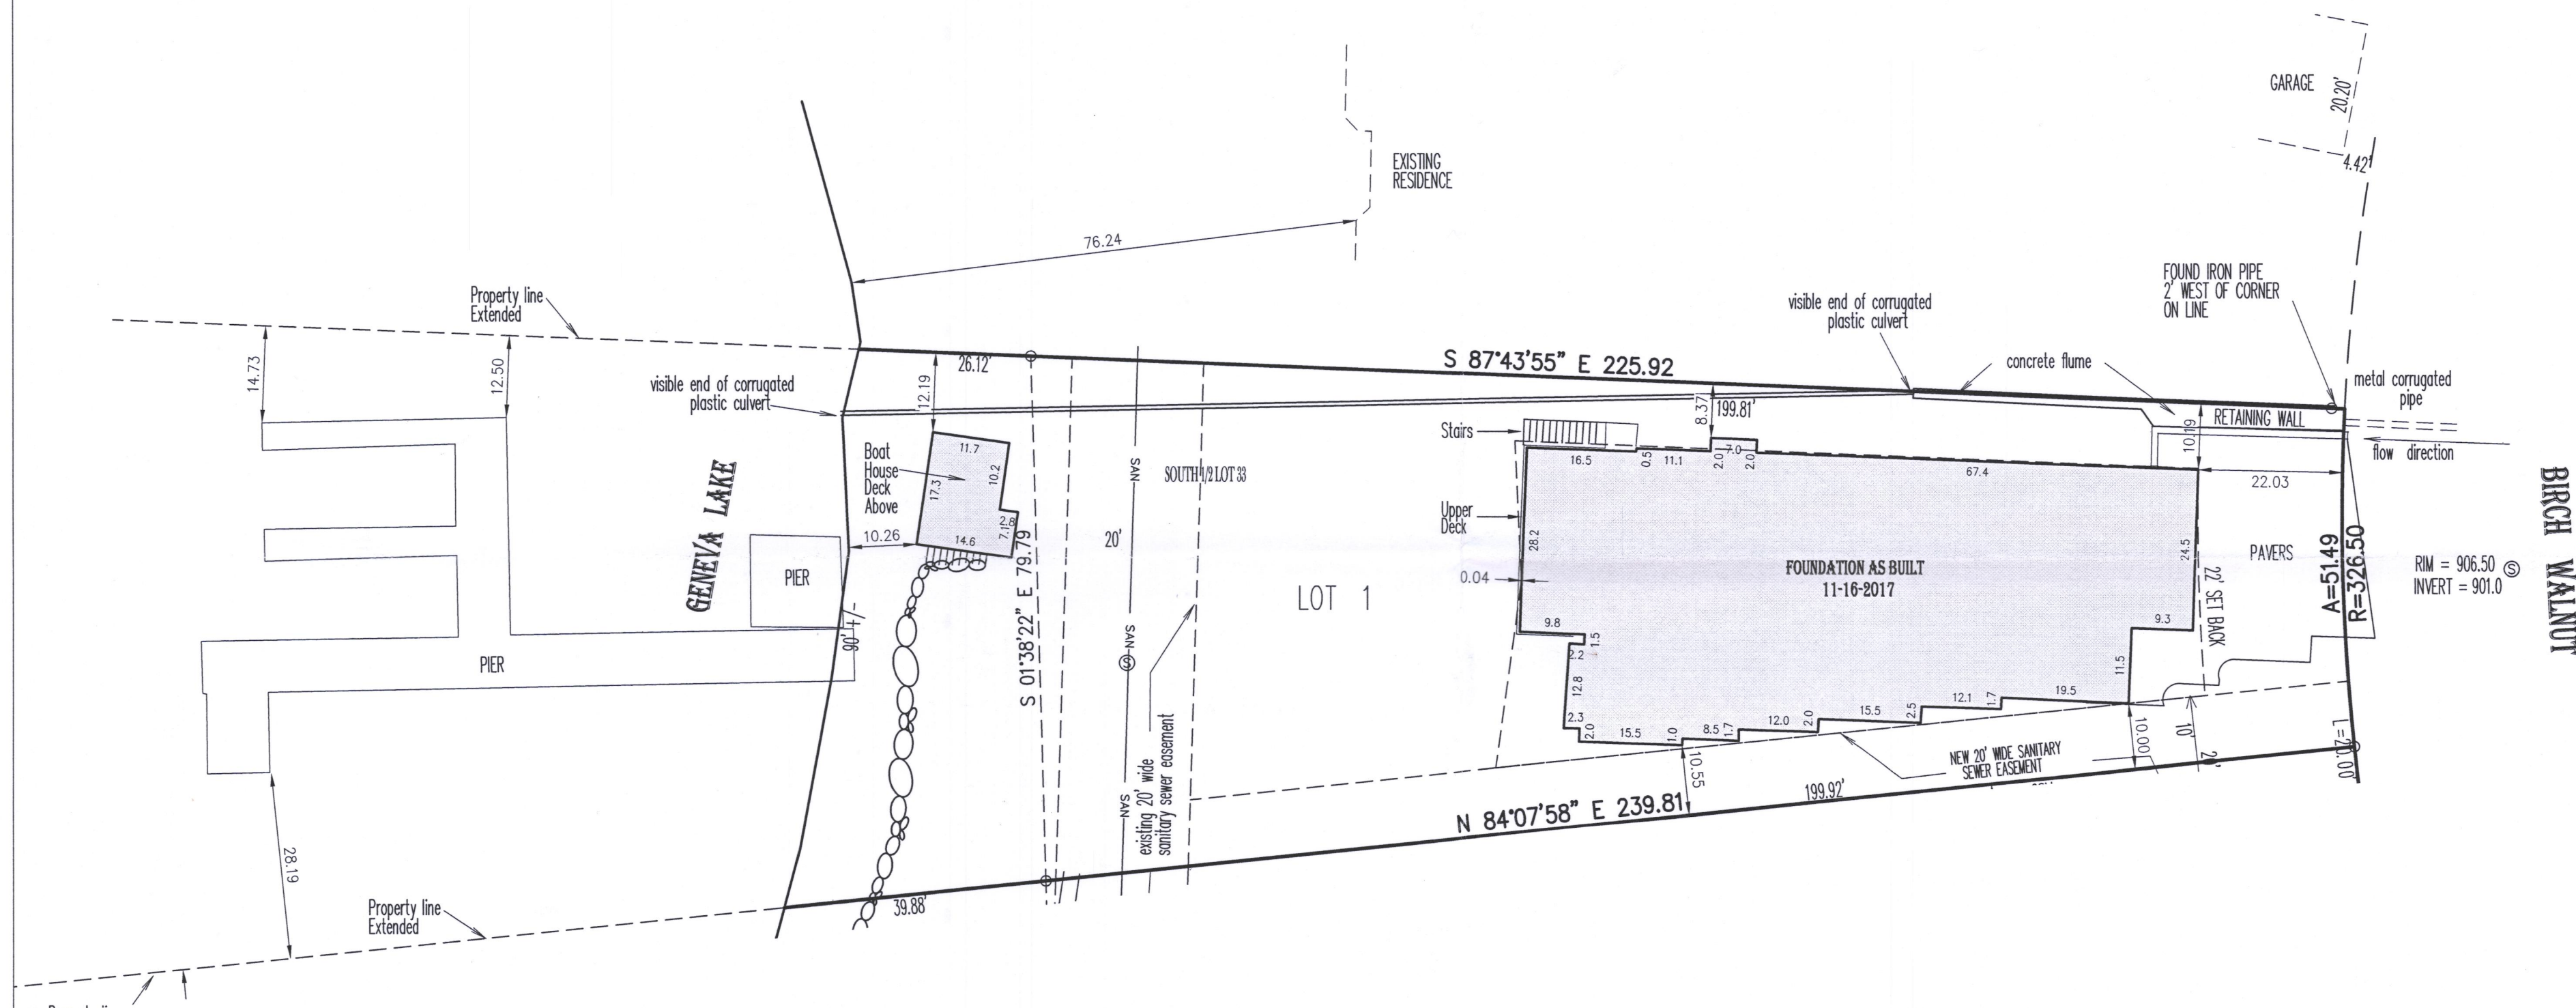 GARAGE
20.20'
4.42'
EXISTING
RESIDENCE
76.24
FOUND IRON PIPE
2' WEST OF CORNER
ON LINE
Property line
Extended
visible end of corrugated
plastic culvert
14.73
12.50
visible end of corrugated
plastic culvert
12.19
26.12'
S 87°43'55" E 225.92
concrete flume
metal corrugated
pipe
8.37
199.81'
RETAINING WALL
10.19
flow direction
Stairs
Boat
House
Deck
Above
11.7
10.2
17.3
2.8
7.1
14.6
10.26
SAN
SOUTH 1/2 LOT 33
16.5
0.5
11.1
2.0
7.0
2.0
67.4
22.03
GENEVA LAKE
Upper
Deck
28.2
20'
S 01°38'22" E 79.79
PIER
LOT 1
0.04
FOUNDATION AS BUILT
11-16-2017
24.5
PAVERS
22' SET BACK
A=51.49
R=326.50
RIM = 906.50
INVERT = 901.0
BIRCH WALNUT
90' +/-
SAN
9.8
1.5
2.2
12.8
2.3
2.0
15.5
1.0
8.5
1.7
12.0
2.0
15.5
2.5
12.1
1.7
19.5
11.5
9.3
PIER
SAN
existing 20' wide
sanitary sewer easement
NEW 20' WIDE SANITARY
SEWER EASEMENT
10.55
10.00
10'
20'
28.19
N 84°07'58" E 239.81
199.92'
39.88'
Property line
Extended